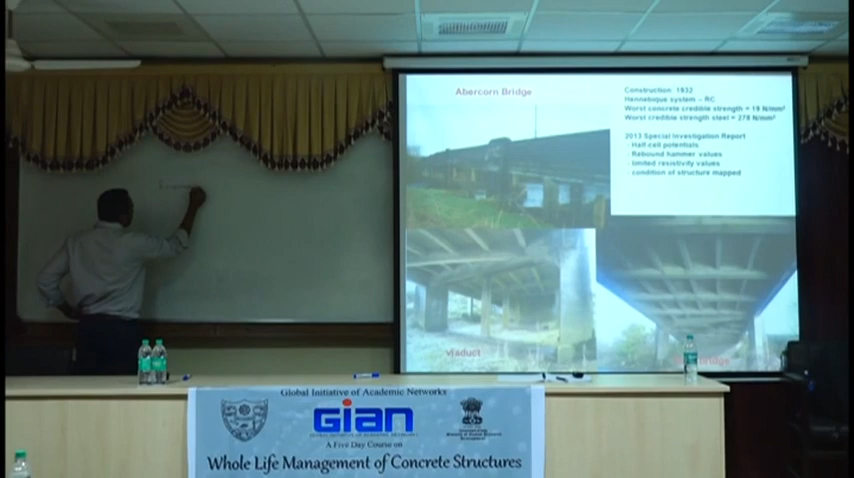 Abercorn Bridge
Construction: 1932
Hennebique system – RC
Worst concrete credible strength = 19 N/mm²
Worst credible strength steel = 278 N/mm²
2013 Special Investigation Report
- Half-cell potentials
- Rebound hammer values
- limited resistivity values
- condition of structure mapped
viaduct
Bridge
Global Initiative of Academic Networks
GIAN
A Five Day Course on
Whole Life Management of Concrete Structures